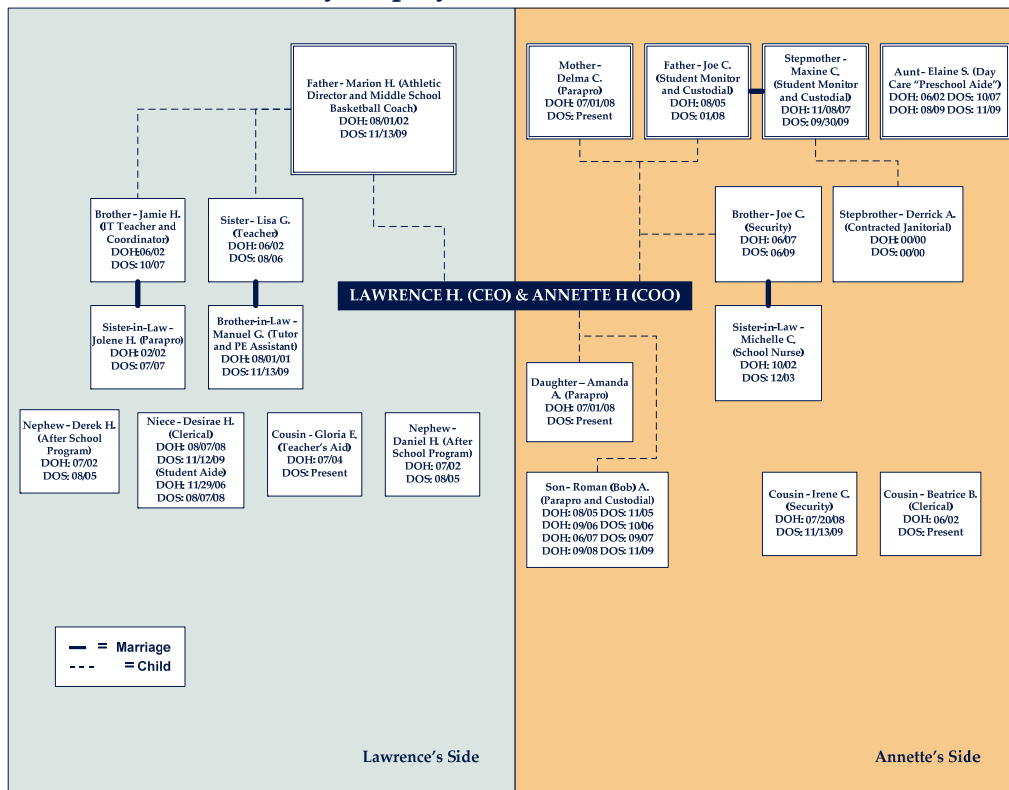 Father - Marion H. (Athletic
Director and Middle School
Basketball Coach)
DOH: 08/01/02
DOS: 11/13/09
Mother -
Delma C.
(Parapro)
DOH: 07/01/08
DOS: Present
Father - Joe C.
(Student Monitor
and Custodial)
DOH: 08/05
DOS: 01/08
Stepmother -
Maxine C.
(Student Monitor
and Custodial)
DOH: 11/08/07
DOS: 09/30/09
Aunt - Elaine S. (Day
Care "Preschool Aide")
DOH: 06/02 DOS: 10/07
DOH: 08/09 DOS: 11/09
Brother - Jamie H.
(IT Teacher and
Coordinator)
DOH:06/02
DOS: 10/07
Sister - Lisa G.
(Teacher)
DOH: 06/02
DOS: 08/06
Brother - Joe C.
(Security)
DOH: 06/07
DOS: 06/09
Stepbrother - Derrick A.
(Contracted Janitorial)
DOH: 00/00
DOS: 00/00
LAWRENCE H. (CEO) & ANNETTE H (COO)
Sister-in-Law -
Jolene H. (Parapro)
DOH: 02/02
DOS: 07/07
Brother-in-Law -
Manuel G. (Tutor
and PE Assistant)
DOH: 08/01/01
DOS: 11/13/09
Sister-in-Law -
Michelle C.
(School Nurse)
DOH: 10/02
DOS: 12/03
Daughter - Amanda
A. (Parapro)
DOH: 07/01/08
DOS: Present
Nephew - Derek H.
(After School
Program)
DOH: 07/02
DOS: 08/05
Niece - Desirae H.
(Clerical)
DOH: 08/07/08
DOS: 11/12/09
(Student Aide)
DOH: 11/29/06
DOS: 08/07/08
Cousin - Gloria E.
(Teacher's Aid)
DOH: 07/04
DOS: Present
Nephew -
Daniel H. (After
School Program)
DOH: 07/02
DOS: 08/05
Son - Roman (Bob) A.
(Parapro and Custodial)
DOH: 08/05 DOS: 11/05
DOH: 09/06 DOS: 10/06
DOH: 06/07 DOS: 09/07
DOH: 09/08 DOS: 11/09
Cousin - Irene C.
(Security)
DOH: 07/20/08
DOS: 11/13/09
Cousin - Beatrice B.
(Clerical)
DOH: 06/02
DOS: Present
= Marriage
= Child
Lawrence's Side
Annette's Side